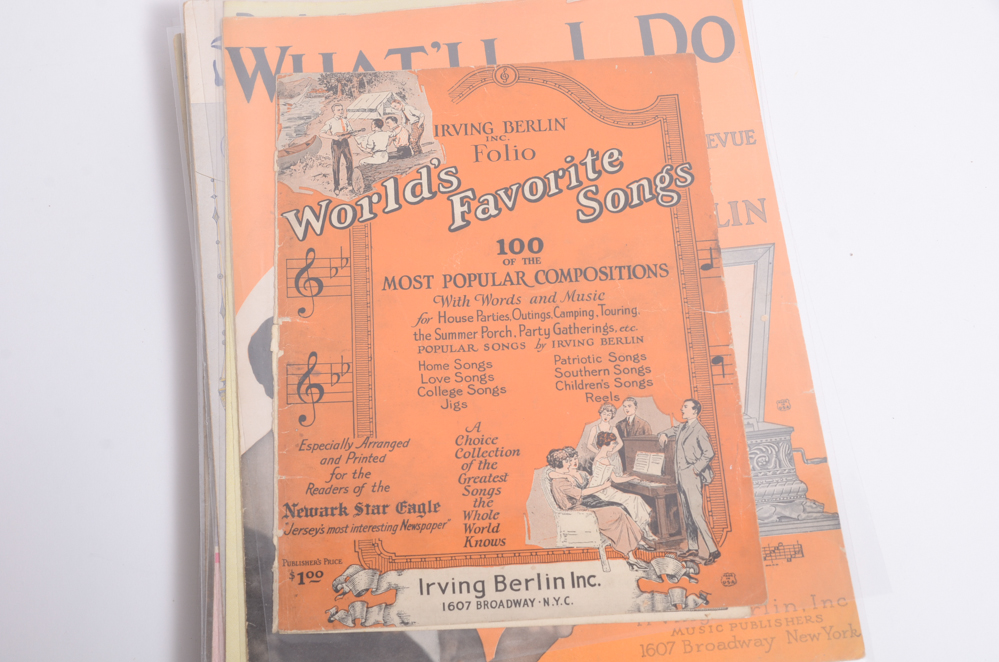 WHAT'LL I DO
REVUE
LIN
IRVING BERLIN
INC.
Folio
World's
Favorite
Songs
100
OF THE
MOST POPULAR COMPOSITIONS
With Words and Music
for House Parties, Outings, Camping, Touring,
the Summer Porch, Party Gatherings, etc.
POPULAR SONGS by IRVING BERLIN
Home Songs
Love Songs
College Songs
Jigs
Patriotic Songs
Southern Songs
Children's Songs
Reels
Especially Arranged
and Printed
for the
Readers of the
Newark Star Eagle
"Jersey's most interesting Newspaper"
A
Choice
Collection
of the
Greatest
Songs
the
Whole
World
Knows
PUBLISHER'S PRICE
$1.00
Irving Berlin Inc.
1607 BROADWAY · N.Y.C.
Berlin, Inc
MUSIC PUBLISHERS
1607 Broadway New York